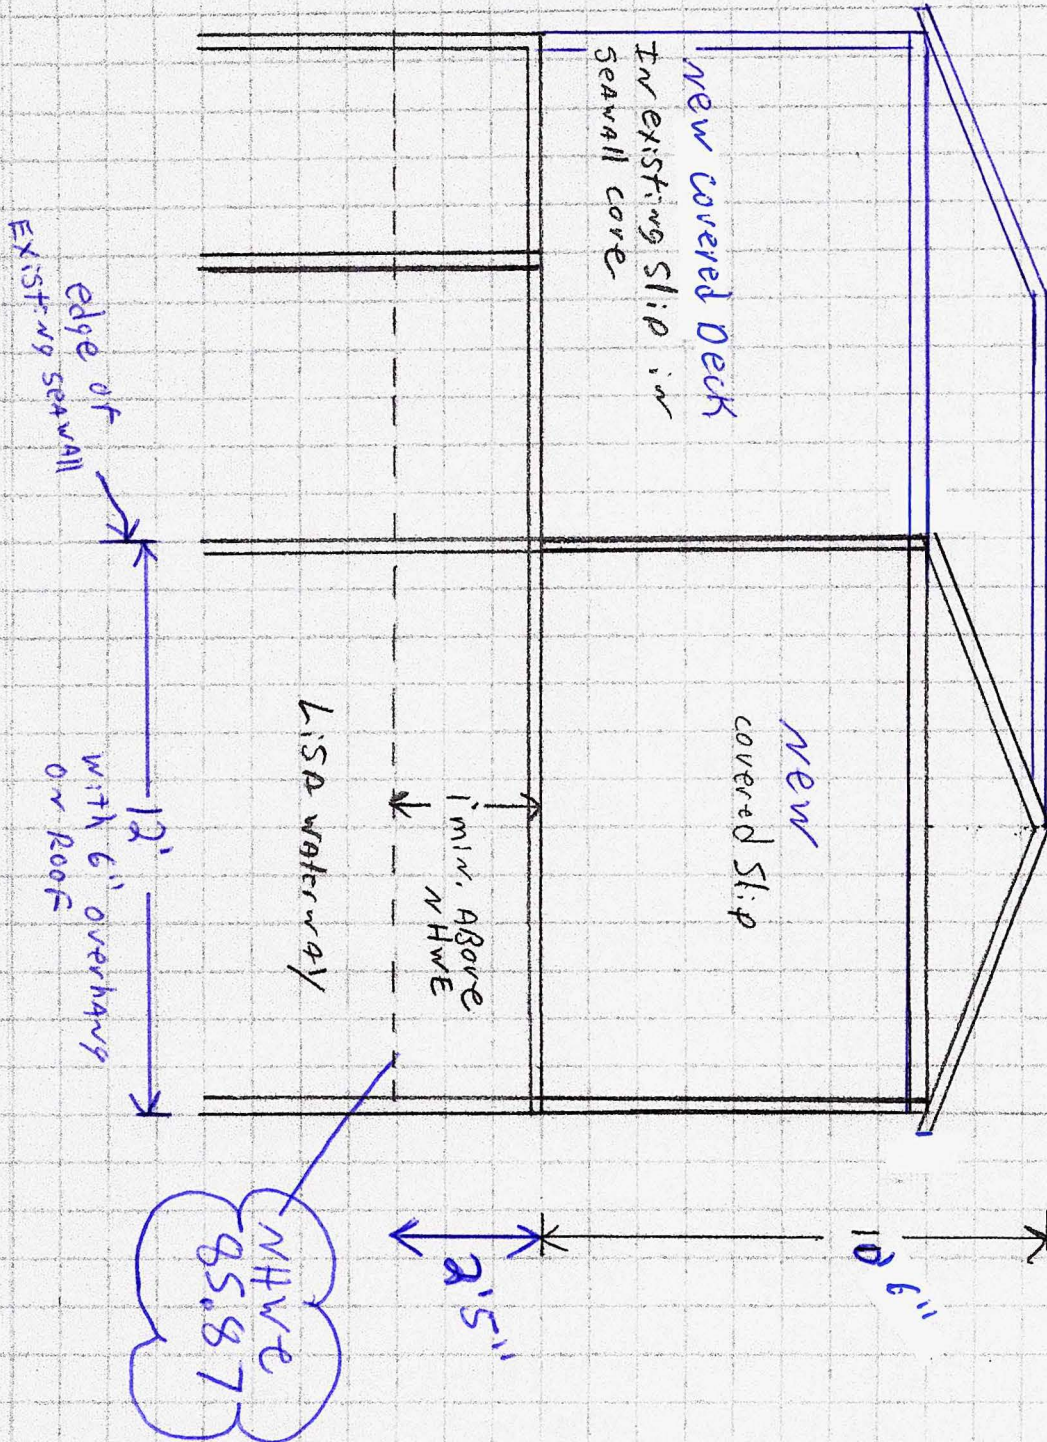 10' 6"
new covered Deck
In existing Slip in
seawall cove
New
covered Slip
2'5"
1' min. Above
NHWE
NHWE
85.87
Lisa waterway
edge of
Existing seawall
12'
with 6" overhang
on Roof